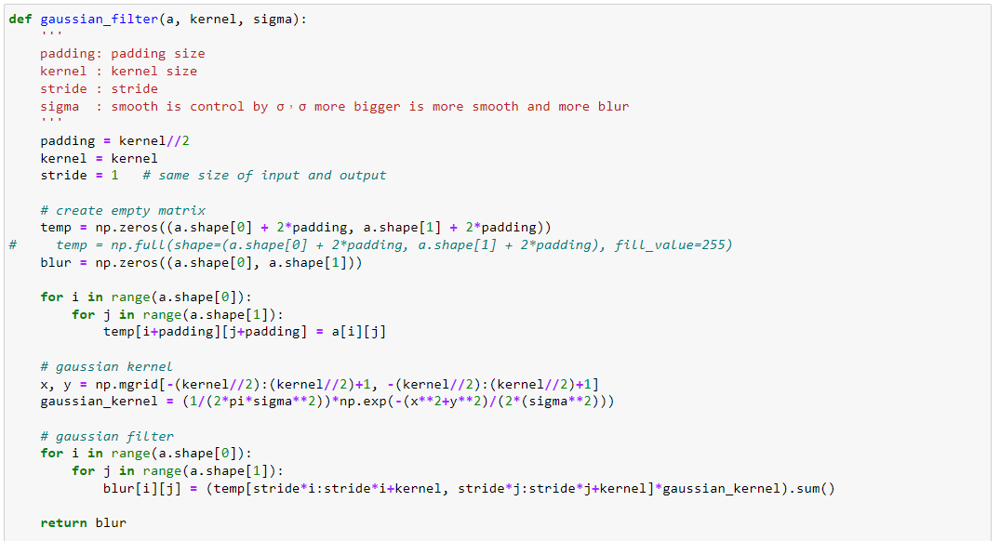 def gaussian_filter(a, kernel, sigma):
    '''
    padding: padding size
    kernel : kernel size
    stride : stride
    sigma  : smooth is control by σ，σ more bigger is more smooth and more blur
    '''
    padding = kernel//2
    kernel = kernel
    stride = 1   # same size of input and output

    # create empty matrix
    temp = np.zeros((a.shape[0] + 2*padding, a.shape[1] + 2*padding))
#     temp = np.full(shape=(a.shape[0] + 2*padding, a.shape[1] + 2*padding), fill_value=255)
    blur = np.zeros((a.shape[0], a.shape[1]))

    for i in range(a.shape[0]):
        for j in range(a.shape[1]):
            temp[i+padding][j+padding] = a[i][j]

    # gaussian kernel
    x, y = np.mgrid[-(kernel//2):(kernel//2)+1, -(kernel//2):(kernel//2)+1]
    gaussian_kernel = (1/(2*pi*sigma**2))*np.exp(-(x**2+y**2)/(2*(sigma**2)))

    # gaussian filter
    for i in range(a.shape[0]):
        for j in range(a.shape[1]):
            blur[i][j] = (temp[stride*i:stride*i+kernel, stride*j:stride*j+kernel]*gaussian_kernel).sum()

    return blur